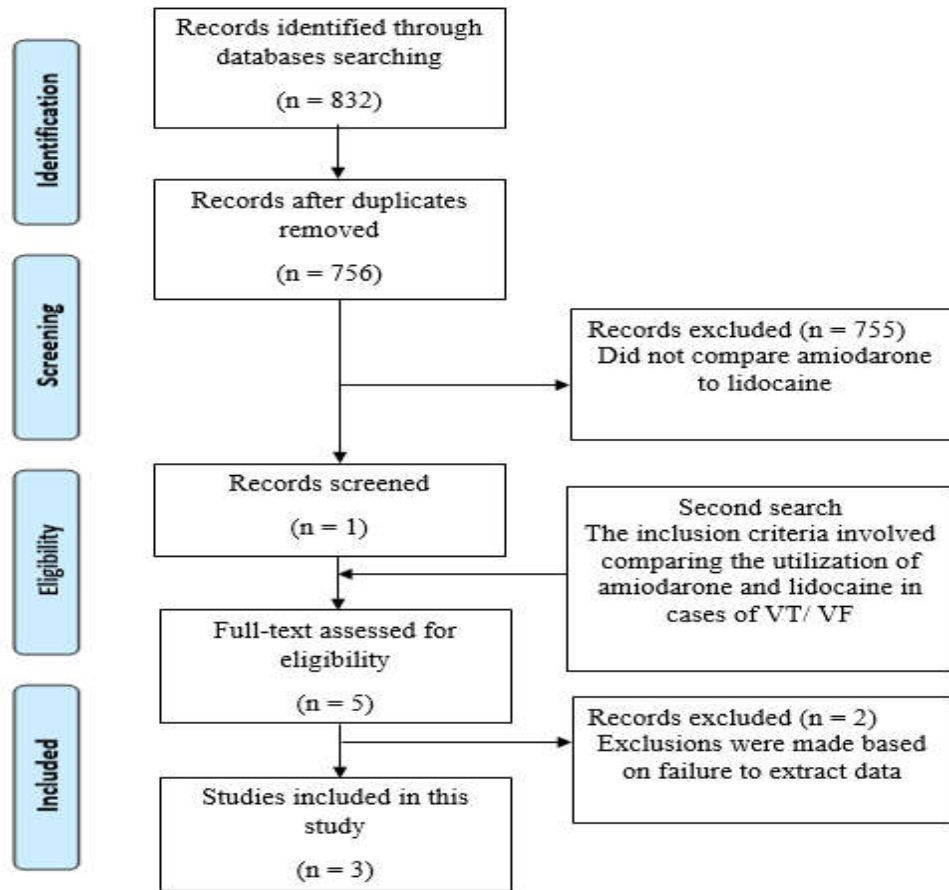 Identification
Records identified through
databases searching
(n = 832)
Records after duplicates
removed
(n = 756)
Screening
Records excluded (n = 755)
Did not compare amiodarone
to lidocaine
Eligibility
Records screened
(n = 1)
Second search
The inclusion criteria involved
comparing the utilization of
amiodarone and lidocaine in
cases of VT/ VF
Full-text assessed for
eligibility
(n = 5)
Included
Records excluded (n = 2)
Exclusions were made based
on failure to extract data
Studies included in this
study
(n = 3)